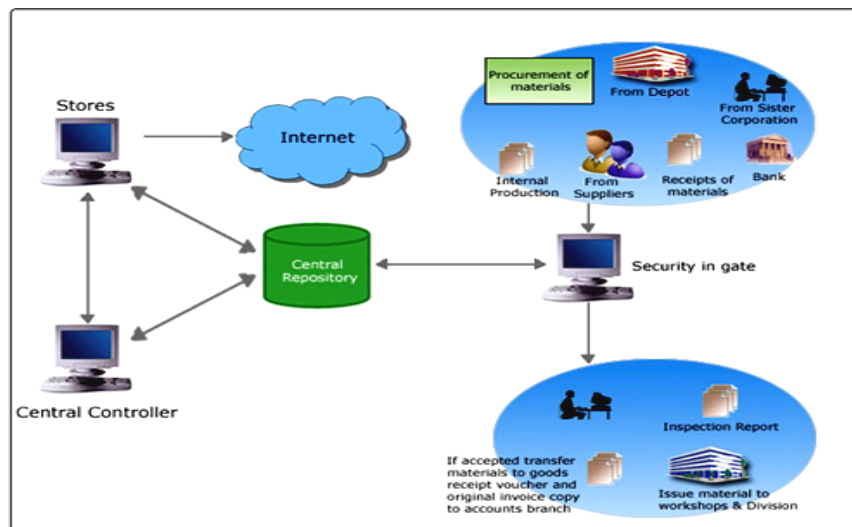 Procurement of
materials
From Depot
From Sister
Corporation
Stores
Internet
Internal
Production
From
Suppliers
Receipts of
materials
Bank
Central
Repository
Security in gate
Central Controller
Inspection Report
If accepted transfer
materials to goods
receipt voucher and
original invoice copy
to accounts branch
Issue material to
workshops & Division